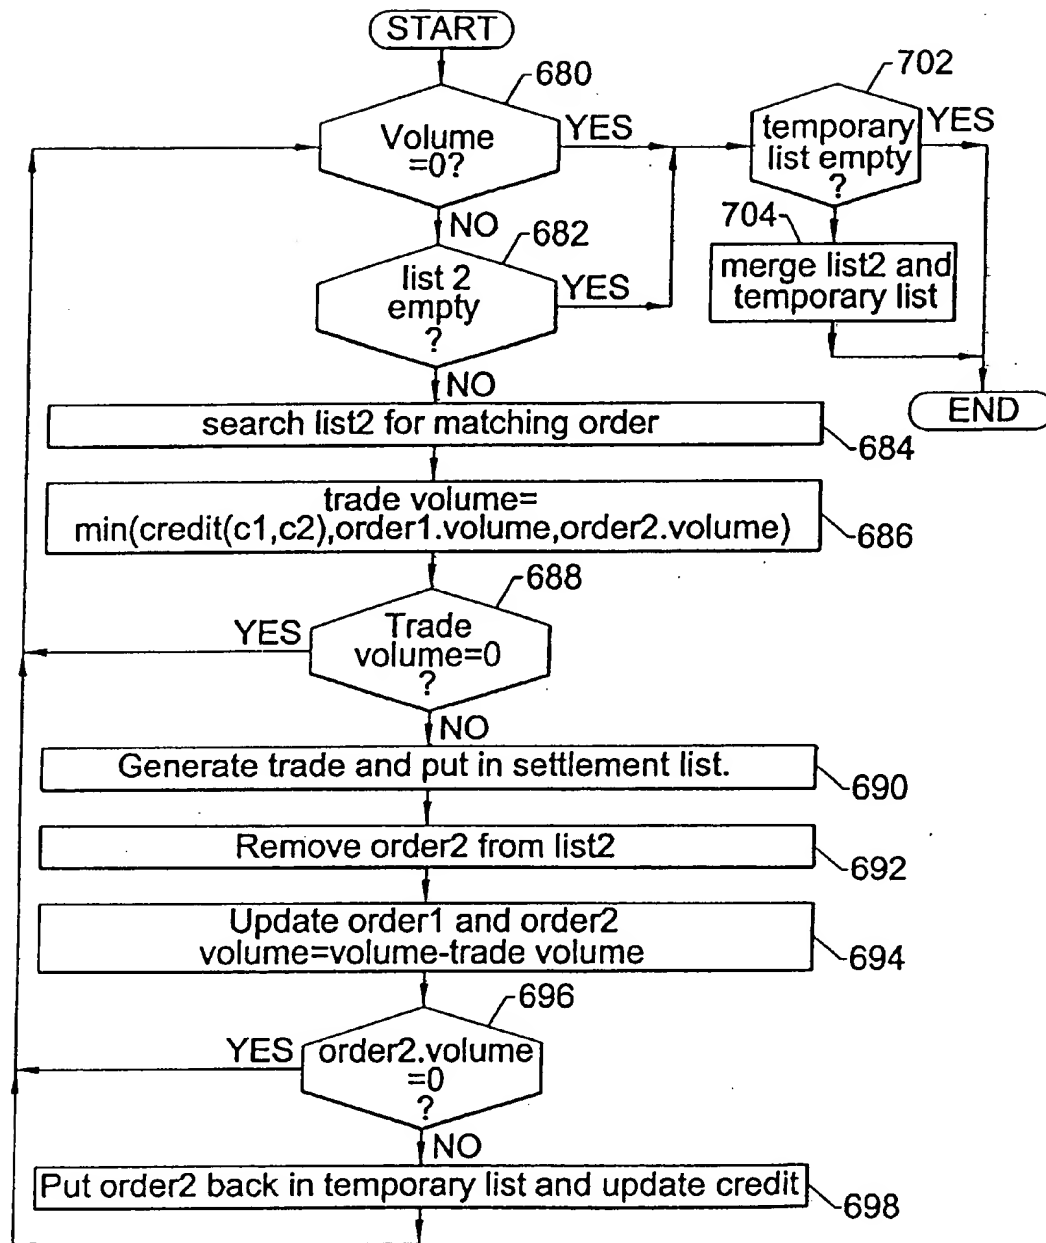 START
680
Volume
=0?
YES
702
temporary
list empty
?
YES
NO
682
list 2
empty
?
YES
704
merge list2 and
temporary list
NO
END
search list2 for matching order
684
trade volume=
min(credit(c1,c2),order1.volume,order2.volume)
686
688
Trade
volume=0
?
YES
NO
Generate trade and put in settlement list.
690
Remove order2 from list2
692
Update order1 and order2
volume=volume-trade volume
694
696
YES
order2.volume
=0
?
NO
Put order2 back in temporary list and update credit
698